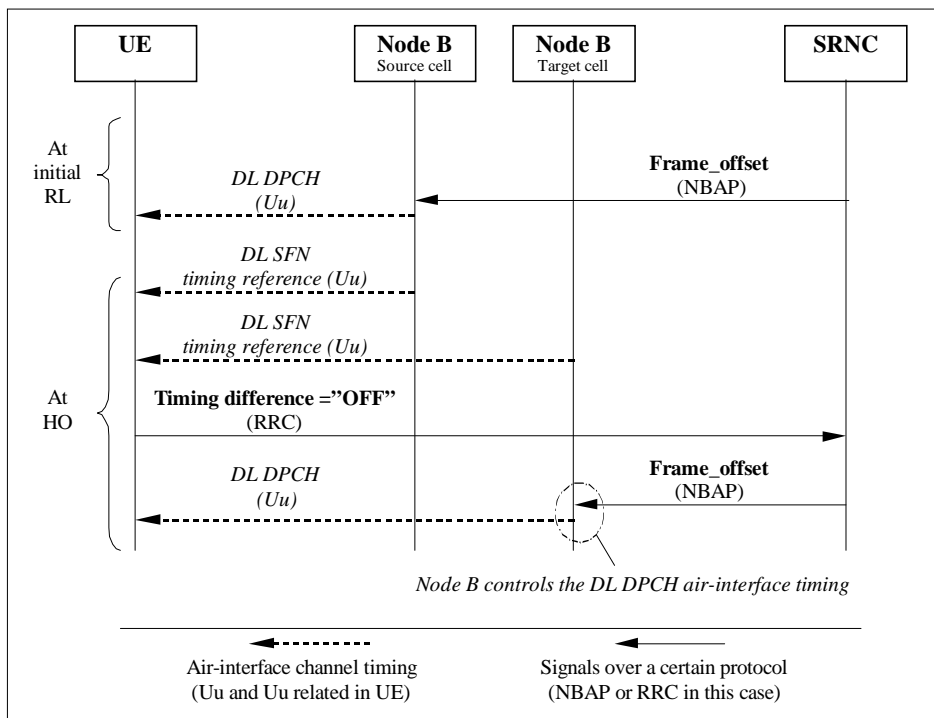 UE
Node B
Source cell
Node B
Target cell
SRNC
At
initial
RL
DL DPCH
(Uu)
Frame_offset
(NBAP)
DL SFN
timing reference (Uu)
DL SFN
timing reference (Uu)
At
HO
Timing difference =”OFF”
(RRC)
DL DPCH
(Uu)
Frame_offset
(NBAP)
Node B controls the DL DPCH air-interface timing
Air-interface channel timing
(Uu and Uu related in UE)
Signals over a certain protocol
(NBAP or RRC in this case)